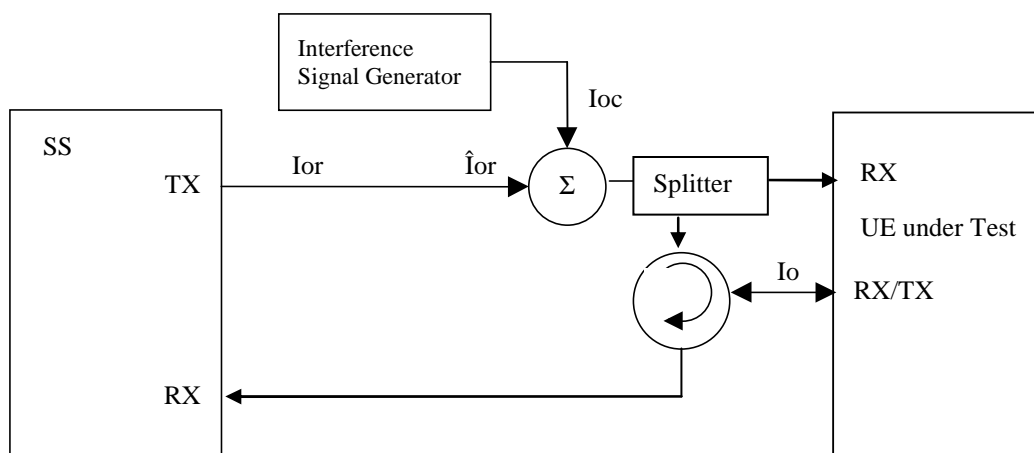 Interference
Signal Generator
Ioc
SS
TX
Ior
Îor
Σ
Splitter
RX
UE under Test
Io
RX/TX
RX